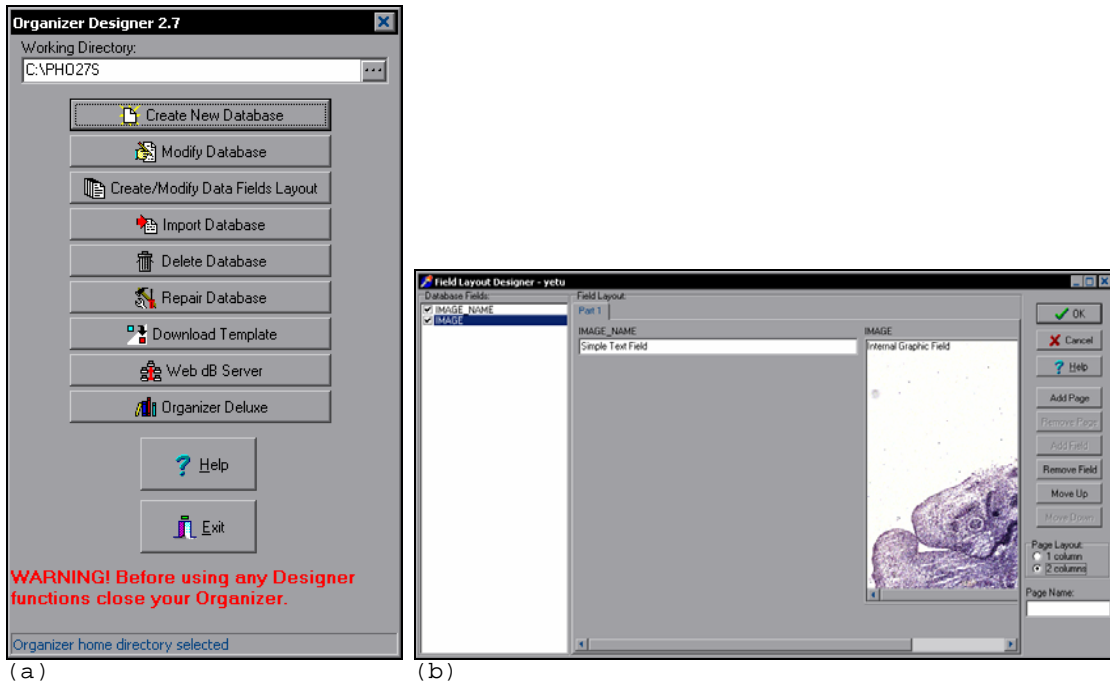 Organizer Designer 2.7
Working Directory:
C:\PHO27S
Create New Database
Modify Database
Create/Modify Data Fields Layout
Import Database
Delete Database
Repair Database
Download Template
Web dB Server
Organizer Deluxe
Help
Exit
WARNING! Before using any Designer
functions close your Organizer.
Organizer home directory selected
(a)
Field Layout Designer - yetu
Database Fields:
IMAGE_NAME
IMAGE
Field Layout:
Part 1
IMAGE_NAME
Simple Text Field
IMAGE
Internal Graphic Field
OK
Cancel
Help
Add Page
Remove Page
Add Field
Remove Field
Move Up
Move Down
Page Layout:
1 column
2 columns
Page Name:
(b)